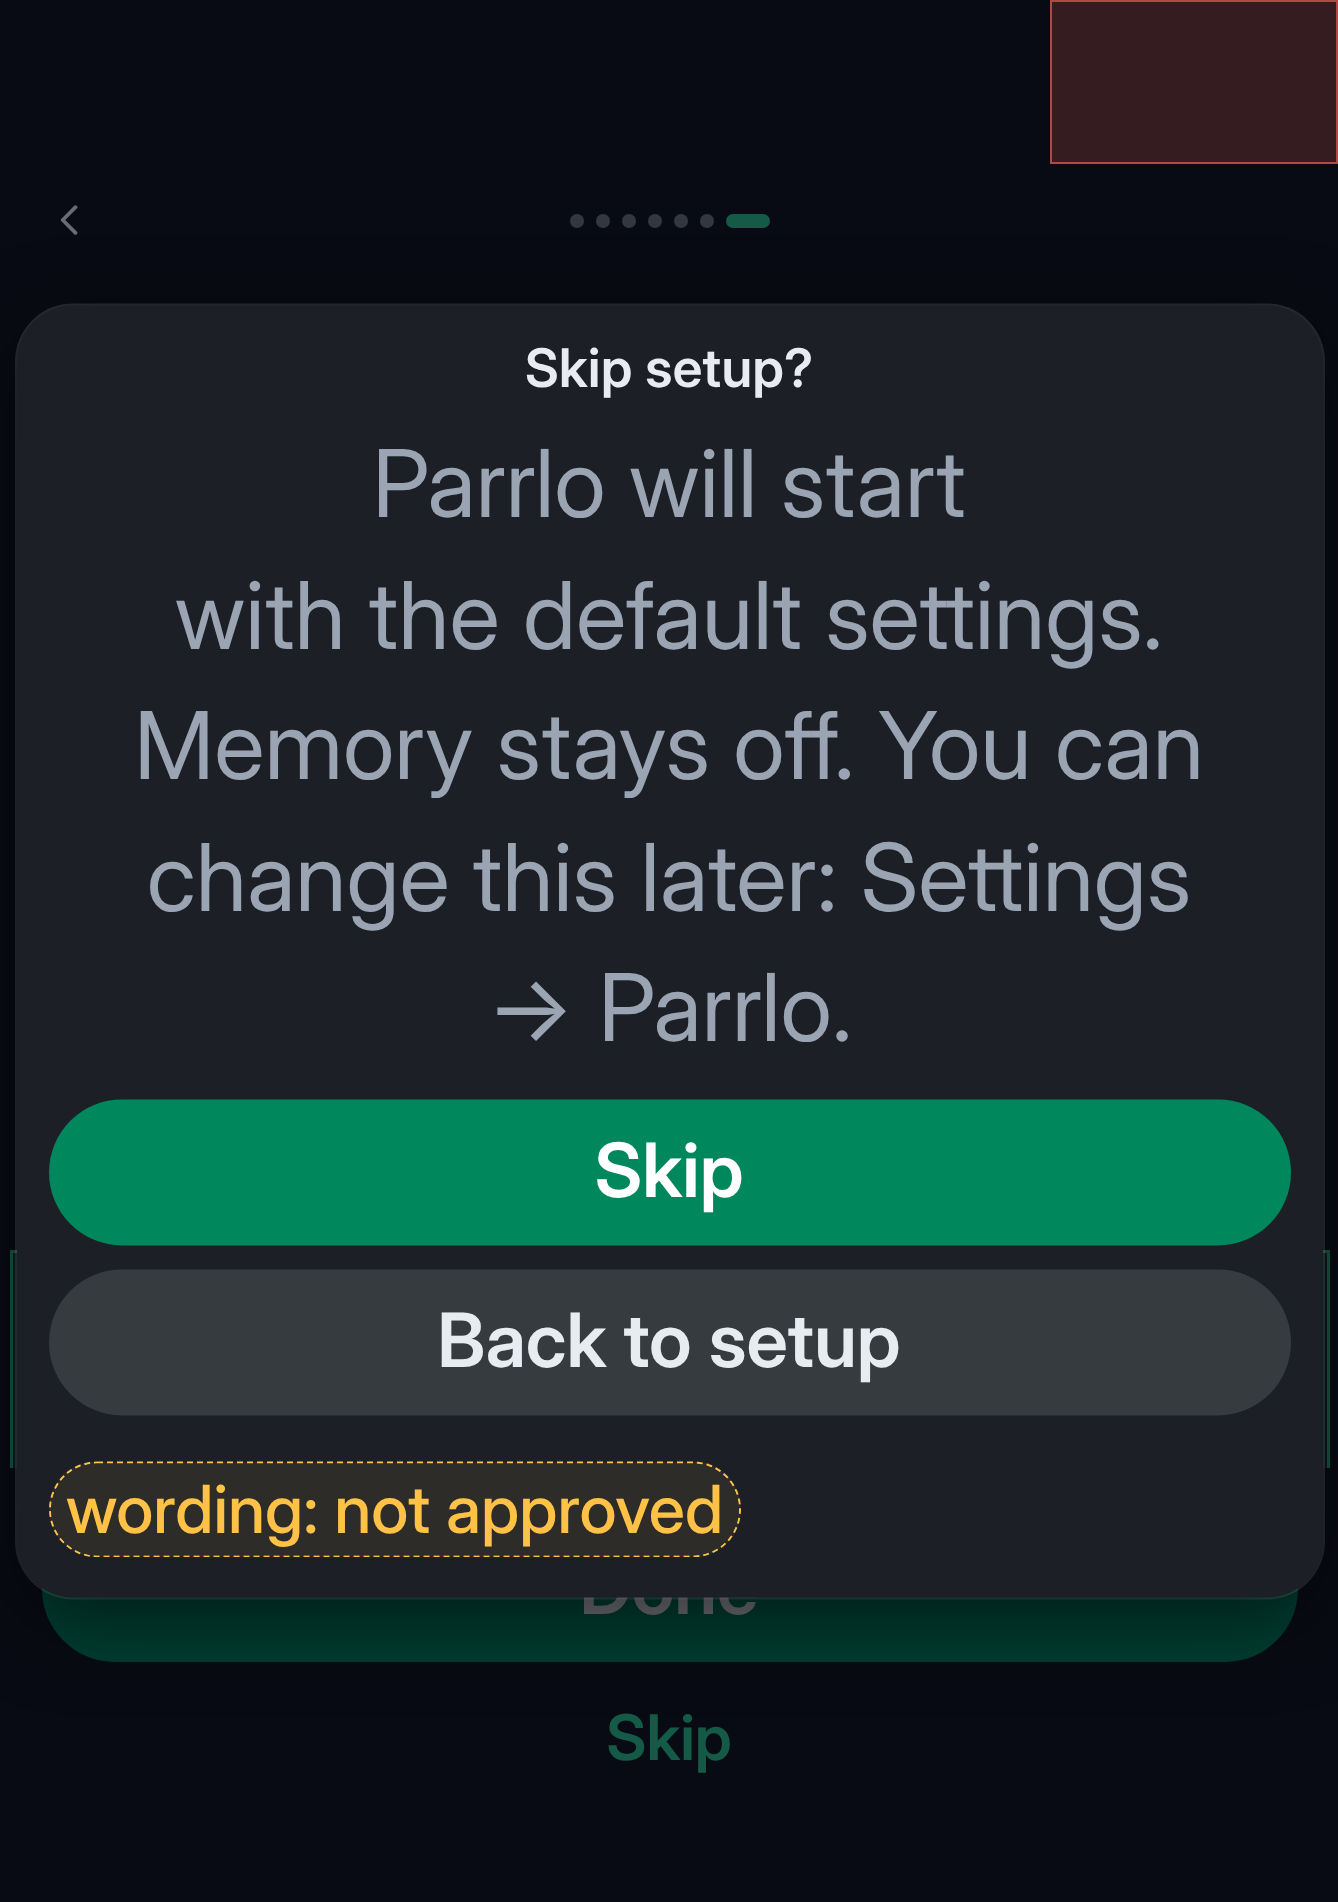 Skip setup?
Parrlo will start
with the default settings.
Memory stays off. You can
change this later: Settings
→ Parrlo.
Skip
Back to setup
wording: not approved
Done
Skip